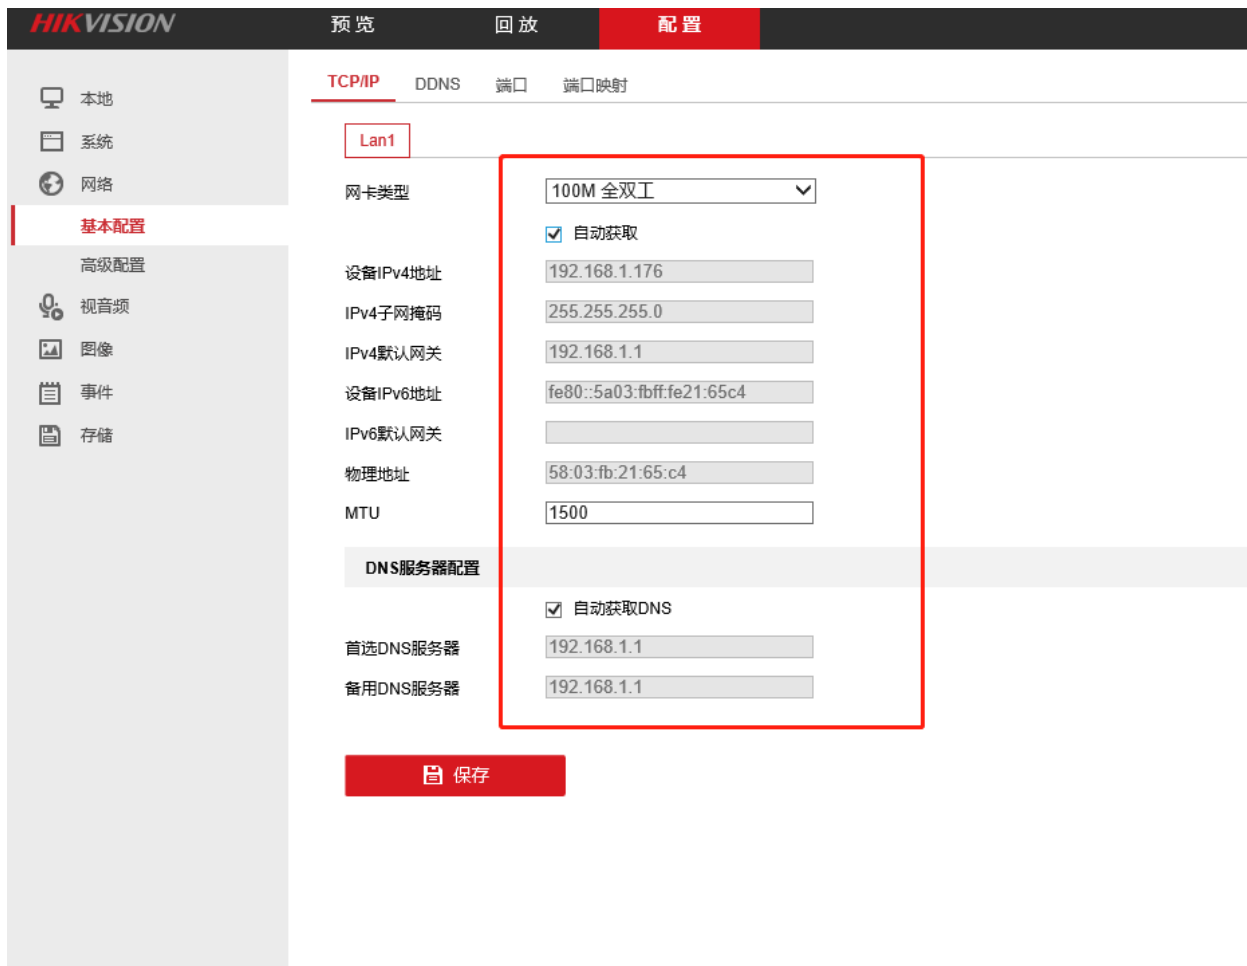 HIKVISION 预览 回放 配置
TCP/IP DDNS 端口 端口映射
本地
系统
网络
基本配置
高级配置
视音频
图像
事件
存储
Lan1
网卡类型 100M 全双工
自动获取
设备IPv4地址 192.168.1.176
IPv4子网掩码 255.255.255.0
IPv4默认网关 192.168.1.1
设备IPv6地址 fe80::5a03:fbff:fe21:65c4
IPv6默认网关
物理地址 58:03:fb:21:65:c4
MTU 1500
DNS服务器配置
自动获取DNS
首选DNS服务器 192.168.1.1
备用DNS服务器 192.168.1.1
保存